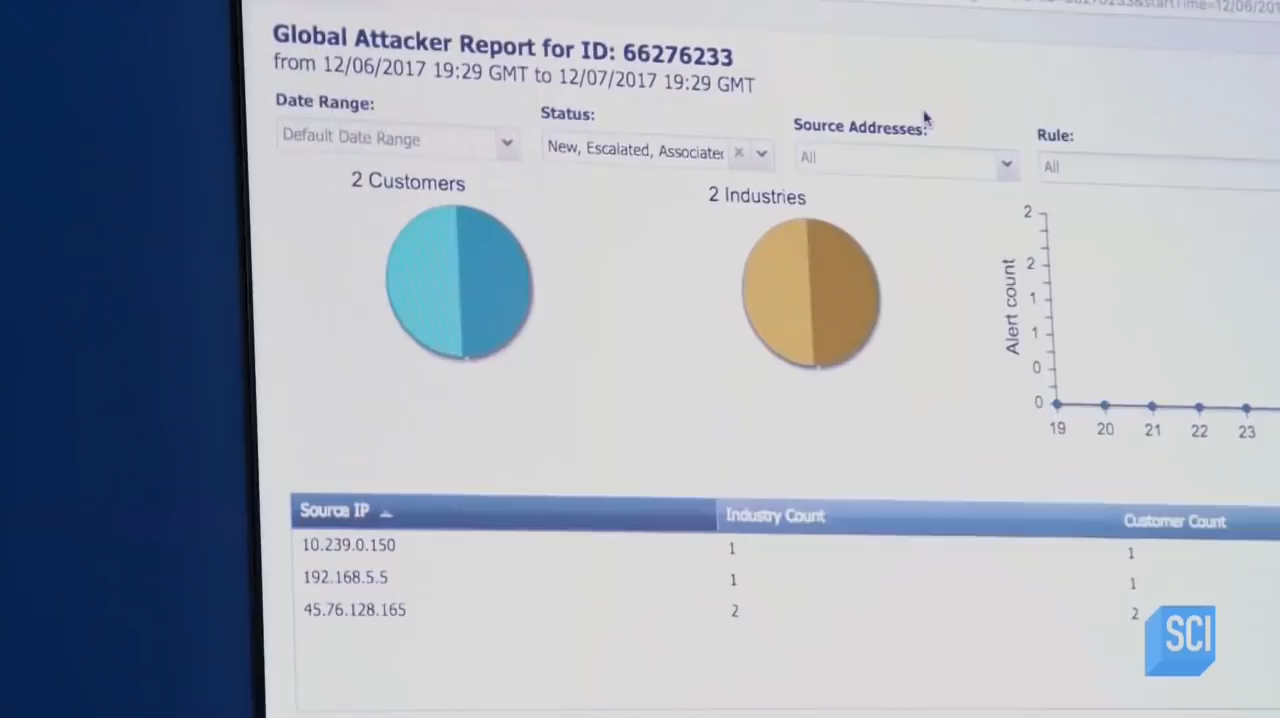 Global Attacker Report for ID: 66276233
from 12/06/2017 19:29 GMT to 12/07/2017 19:29 GMT
Date Range:
Default Date Range
Status:
New, Escalated, Associated
Source Addresses:
All
Rule:
All
2 Customers
2 Industries
Alert count
2
2
1
1
0
0
19 20 21 22 23
Source IP Industry Count Customer Count
10.239.0.150 1 1
192.168.5.5 1 1
45.76.128.165 2 2
SCI